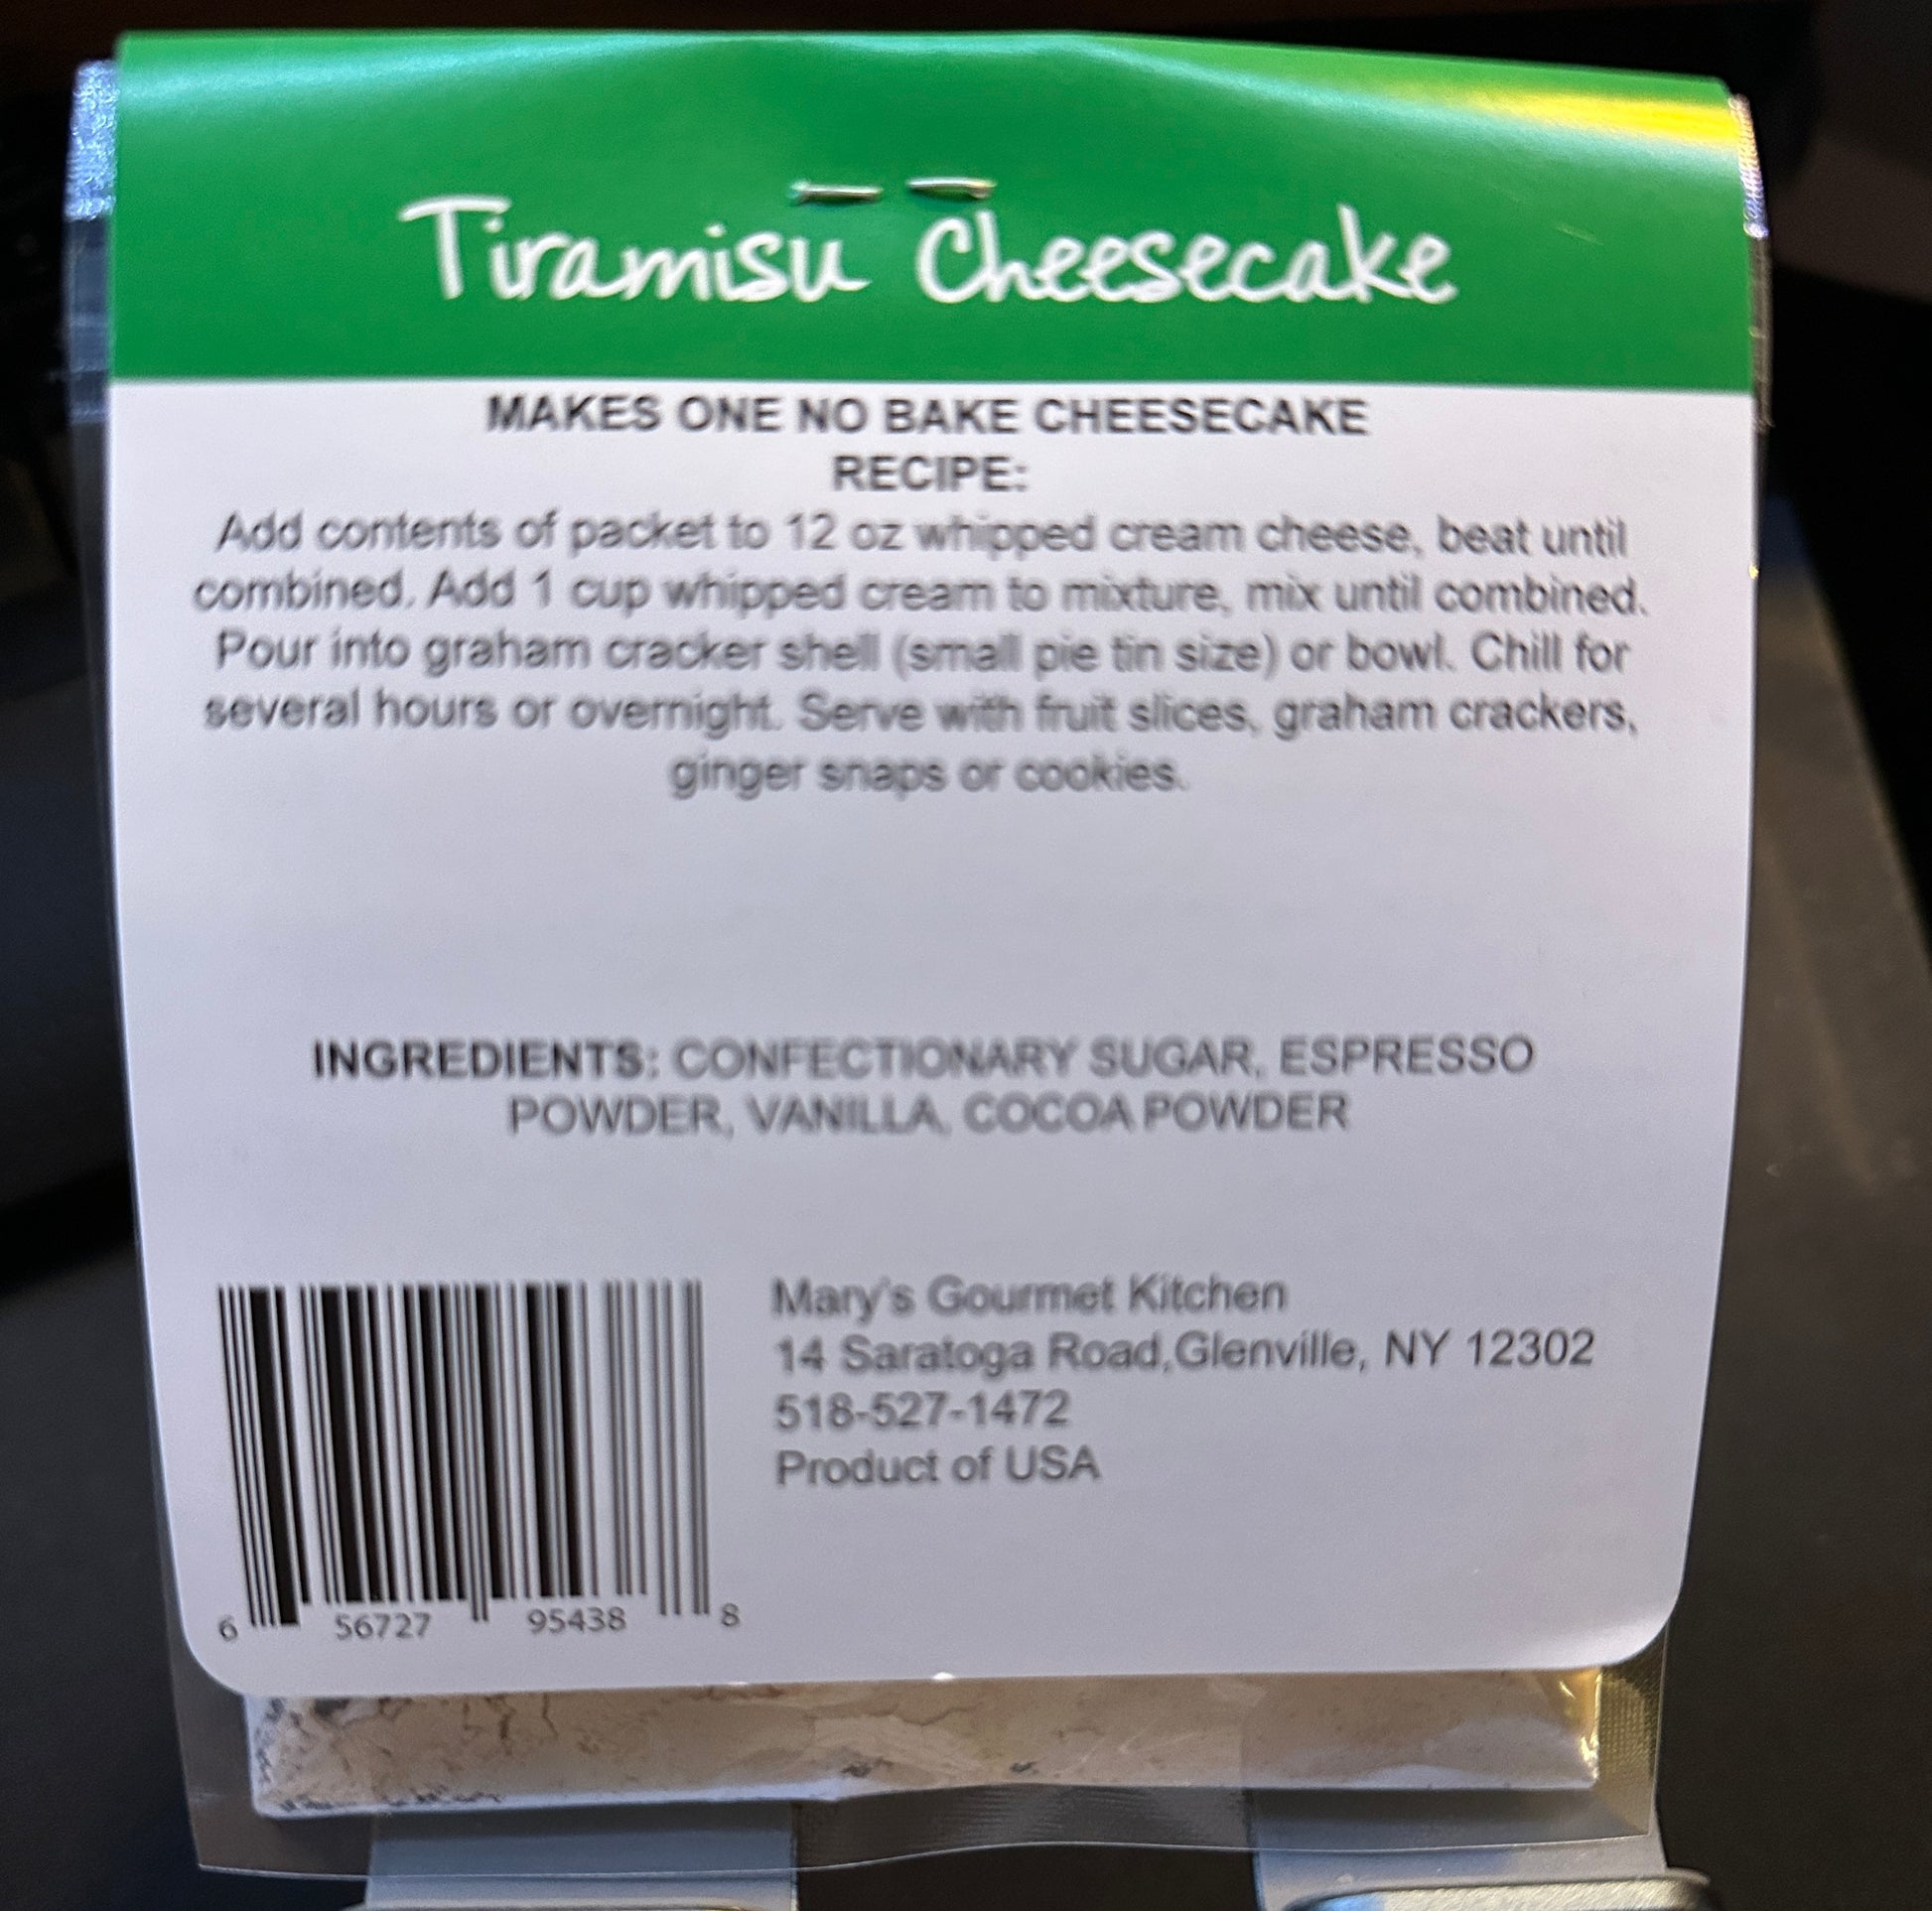 Tiramisu Cheesecake
MAKES ONE NO BAKE CHEESECAKE
RECIPE:
Add contents of packet to 12 oz whipped cream cheese, beat until
combined. Add 1 cup whipped cream to mixture, mix until combined.
Pour into graham cracker shell (small pie tin size) or bowl. Chill for
several hours or overnight. Serve with fruit slices, graham crackers,
ginger snaps or cookies.
INGREDIENTS: CONFECTIONARY SUGAR, ESPRESSO
POWDER, VANILLA, COCOA POWDER
Mary's Gourmet Kitchen
14 Saratoga Road,Glenville, NY 12302
518-527-1472
Product of USA
6 56727 95438 8